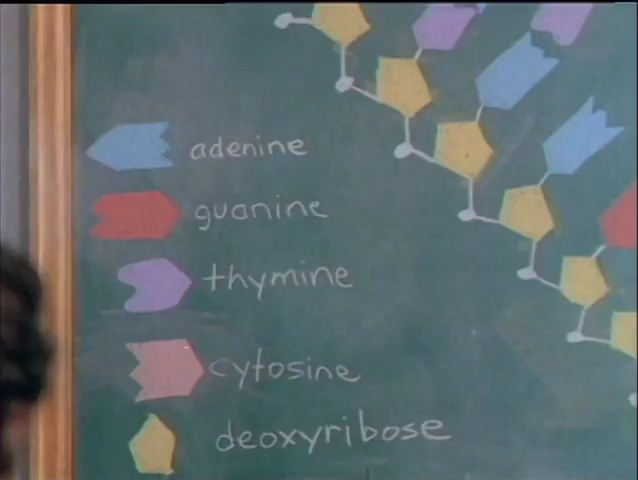 adenine
guanine
thymine
cytosine
deoxyribose